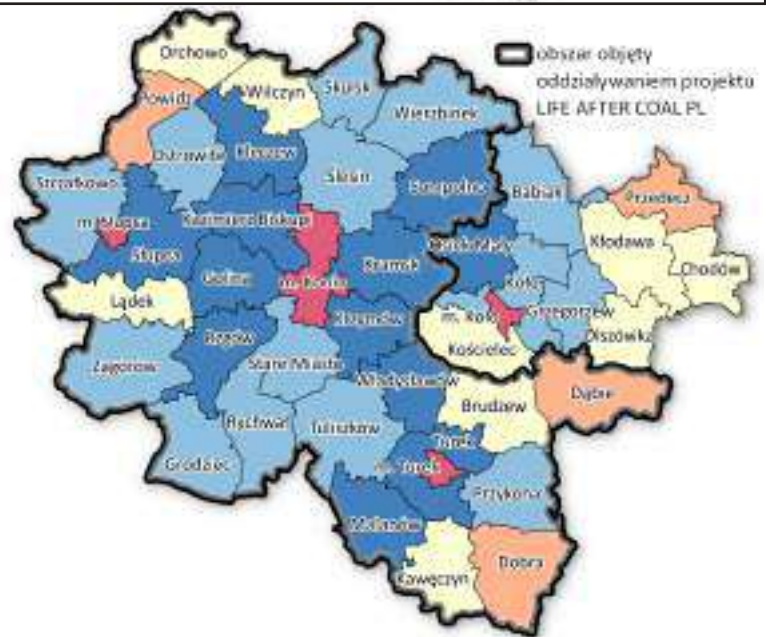 obszar objęty
oddziaływaniem projektu
LIFE AFTER COAL PL
Orchowo
Powidz
Wilczyn
Skulsk
Wierzbinek
Ostrowite
Kleczew
Ślesin
Sompolno
Babiak
Przedecz
Strzałkowo
m. Słupca
Kazimierz Biskupi
Słupca
Golina
m. Konin
Kramsk
Osiek Mały
Kłodawa
Chodów
Koło
Lądek
m. Koło
Grzegorzew
Olszówka
Krzymów
Kościelec
Rzgów
Zagórów
Stare Miasto
Władysławów
Dąbie
Brudzew
Rychwał
Tuliszków
Turek
Grodziec
m. Turek
Przykona
Malanów
Dobra
Kawęczyn